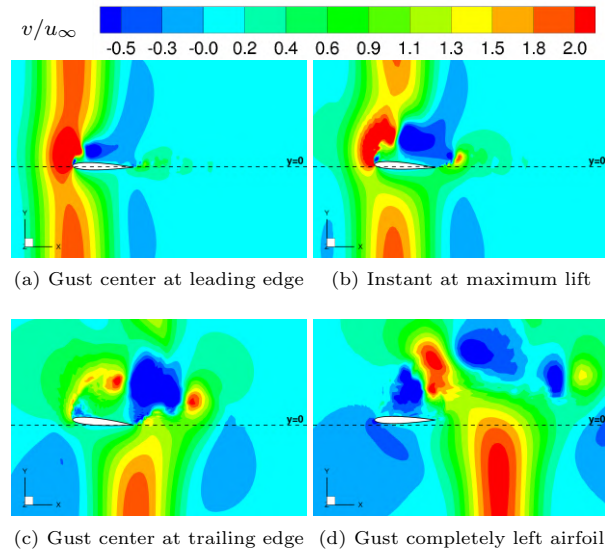 v/u∞
-0.5 -0.3 -0.0 0.2 0.4 0.6 0.9 1.1 1.3 1.5 1.8 2.0
y=0 y=0
Y Y
X X
(a) Gust center at leading edge (b) Instant at maximum lift
y=0 y=0
Y Y
X X
(c) Gust center at trailing edge (d) Gust completely left airfoil